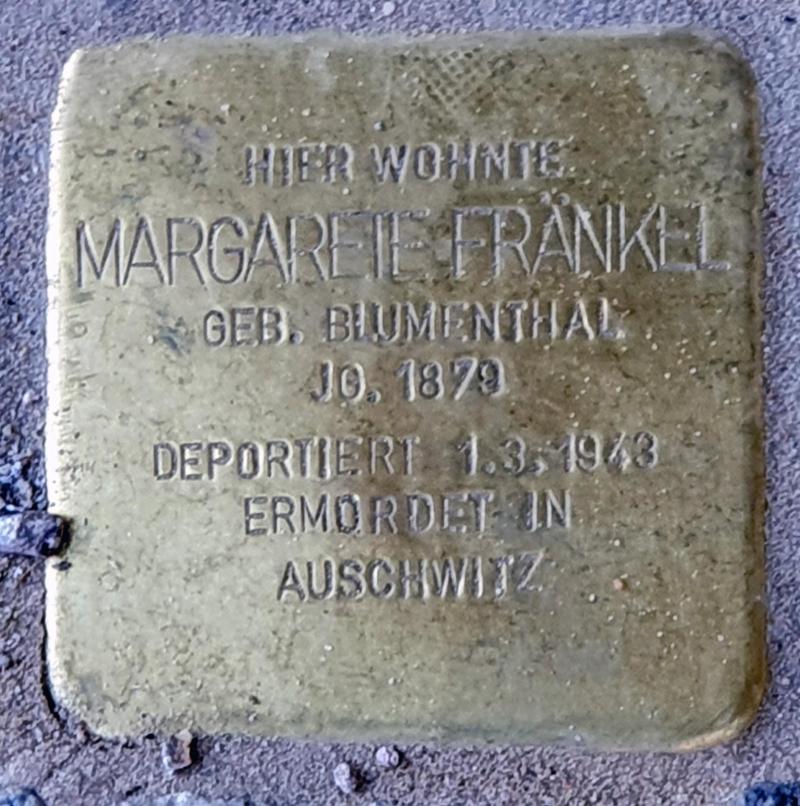 HIER WOHNTE
MARGARETE FRÄNKEL
GEB. BLUMENTHAL
JG. 1879
DEPORTIERT 1.3.1943
ERMORDET IN
AUSCHWITZ